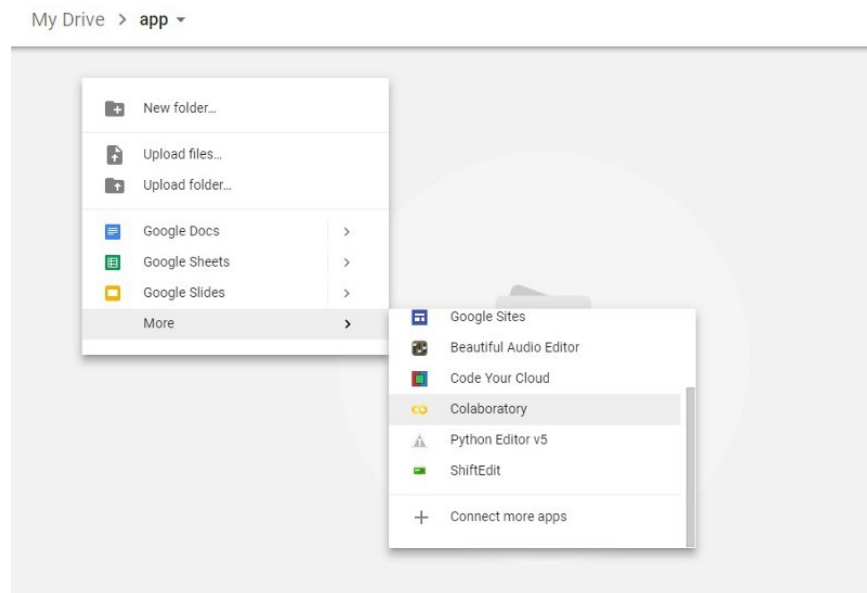 My Drive > app
New folder...
Upload files...
Upload folder...
Google Docs
Google Sheets
Google Slides
More
Google Sites
Beautiful Audio Editor
Code Your Cloud
Colaboratory
Python Editor v5
ShiftEdit
Connect more apps